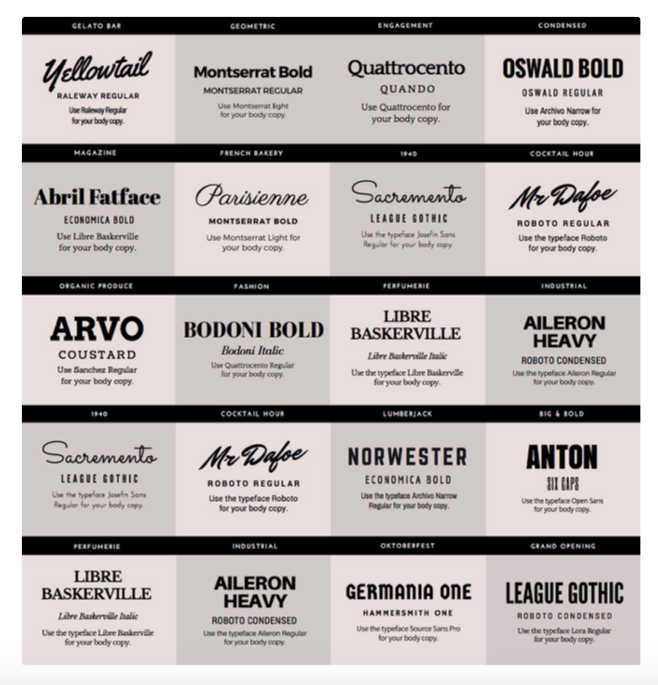 GELATO BAR
Yellowtail
RALEWAY REGULAR
Use Raleway Regular
for your body copy.
GEOMETRIC
Montserrat Bold
MONTSERRAT REGULAR
Use Montserrat light
for your body copy.
ENGAGEMENT
Quattrocento
QUANDO
Use Quattrocento for
your body copy.
CONDENSED
OSWALD BOLD
OSWALD REGULAR
Use Archivo Narrow for
your body copy.
MAGAZINE
Abril Fatface
ECONOMICA BOLD
Use Libre Baskerville
for your body copy.
FRENCH BAKERY
Parisienne
MONTSERRAT BOLD
Use Montserrat Light for
your body copy.
1940
Sacremento
LEAGUE GOTHIC
Use the typeface Josefin Sans
Regular for your body copy.
COCKTAIL HOUR
Mr Dafoe
ROBOTO REGULAR
Use the typeface Roboto
for your body copy.
ORGANIC PRODUCE
ARVO
COUSTARD
Use Sanchez Regular
for your body copy.
FASHION
BODONI BOLD
Bodoni Italic
Use Quattrocento Regular
for your body copy.
PERFUMERIE
LIBRE
BASKERVILLE
Libre Baskerville Italic
Use the typeface Libre Baskerville
for your body copy.
INDUSTRIAL
AILERON
HEAVY
ROBOTO CONDENSED
Use the typeface Aileron Regular
for your body copy.
1940
Sacremento
LEAGUE GOTHIC
Use the typeface Josefin Sans
Regular for your body copy.
COCKTAIL HOUR
Mr Dafoe
ROBOTO REGULAR
Use the typeface Roboto
for your body copy.
LUMBERJACK
NORWESTER
ECONOMICA BOLD
Use the typeface Archivo Narrow
Regular for your body copy.
BIG & BOLD
ANTON
SIX CAPS
Use the typeface Open Sans
for your body copy.
PERFUMERIE
LIBRE
BASKERVILLE
Libre Baskerville Italic
Use the typeface Libre Baskerville
for your body copy.
INDUSTRIAL
AILERON
HEAVY
ROBOTO CONDENSED
Use the typeface Aileron Regular
for your body copy.
OKTOBERFEST
GERMANIA ONE
HAMMERSMITH ONE
Use the typeface Source Sans Pro
for your body copy.
GRAND OPENING
LEAGUE GOTHIC
ROBOTO CONDENSED
Use the typeface Lora Regular
for your body copy.